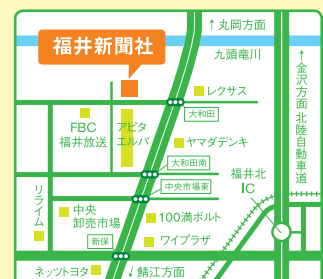 ↑丸岡方面
九頭竜川
福井新聞社
↑金沢方面 北陸自動車道
レクサス
大和田
FBC
福井放送
アピタ
エルパ
ヤマダデンキ
大和田南
福井北
IC
中央市場東
リライム
中央
卸売市場
100満ボルト
ワイプラザ
新保
ネッツトヨタ
↓鯖江方面